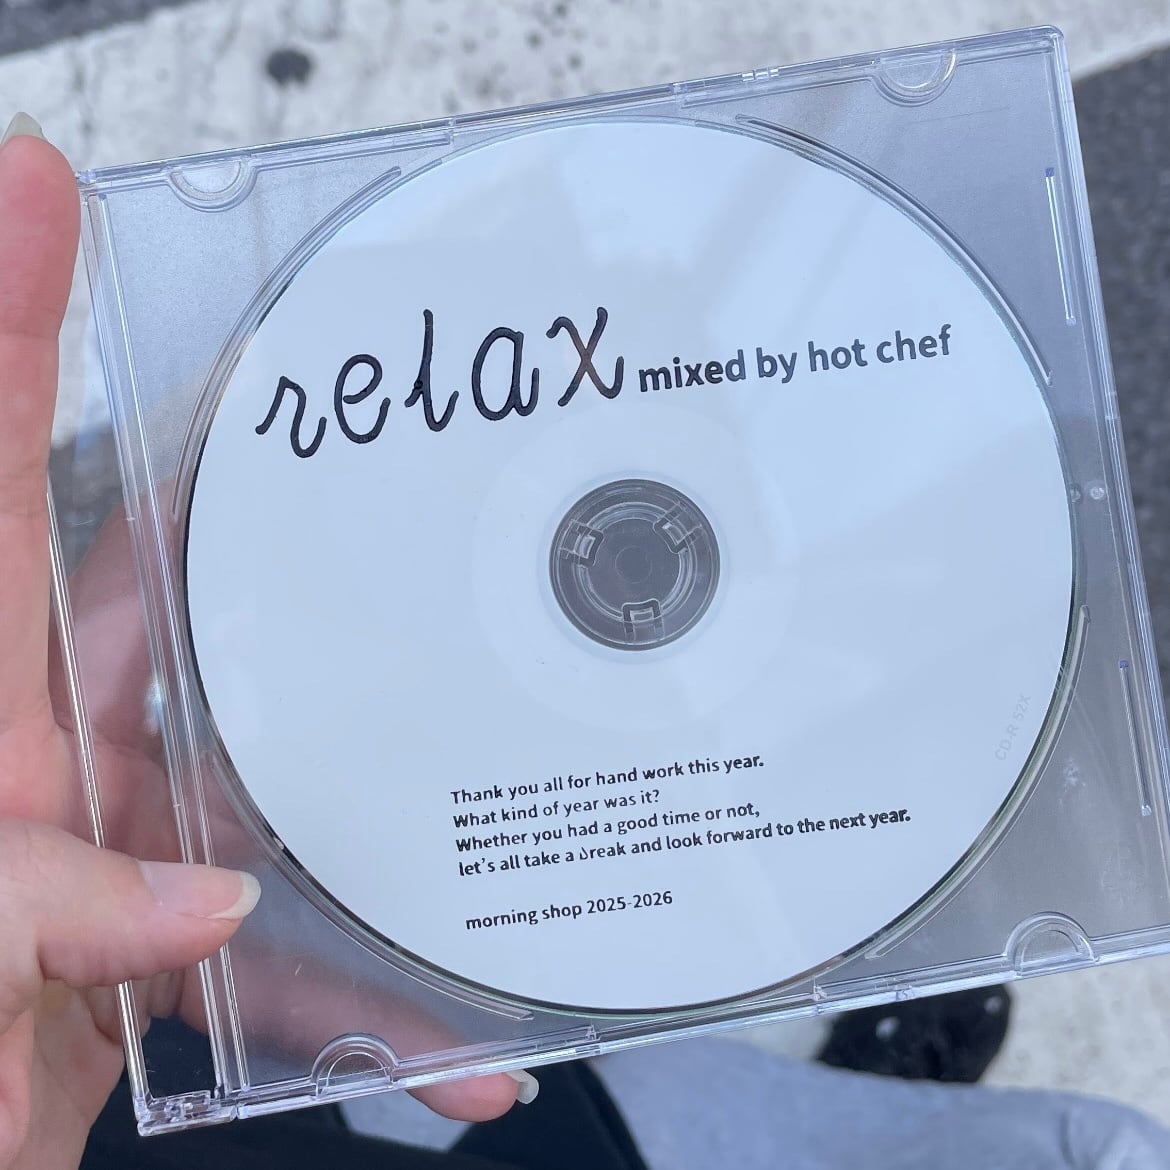 relax mixed by hot chef
Thank you all for hand work this year.
What kind of year was it?
Whether you had a good time or not,
let's all take a break and look forward to the next year.
morning shop 2025-2026
CD-R 52X